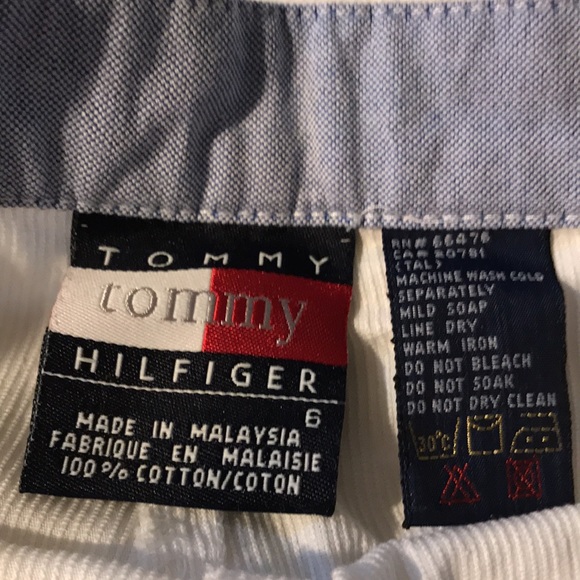 TOMMY
tommy
HILFIGER
6
MADE IN MALAYSIA
FABRIQUE EN MALAISIE
100% COTTON/COTON
RN# 66476
CA# 20781
(TAL)
MACHINE WASH COLD
SEPARATELY
MILD SOAP
LINE DRY
WARM IRON
DO NOT BLEACH
DO NOT SOAK
DO NOT DRY CLEAN
30°C